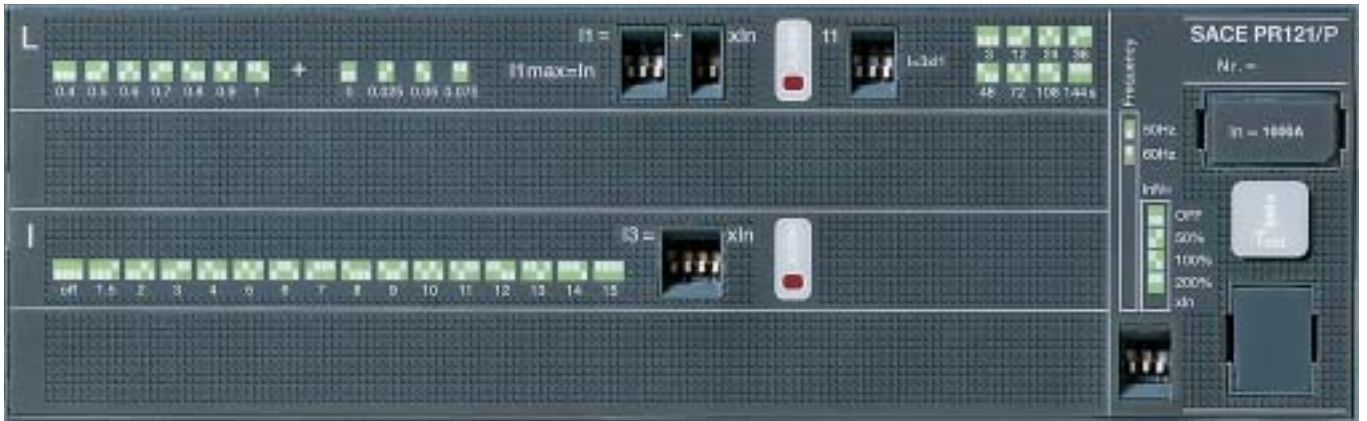 L
I1 = + xIn
I1max=In
0.4 0.5 0.6 0.7 0.8 0.9 1 + 0 0.025 0.05 0.075
t1
I=3xI1
3 12 24 36
48 72 108 144s
I
I3 = xIn
off 1.5 2 3 4 5 6 7 8 9 10 11 12 13 14 15
Frequency
50Hz
60Hz
InN=
OFF
50%
100%
200%
xIn
SACE PR121/P
Nr. =
In = 1000A
i
Test